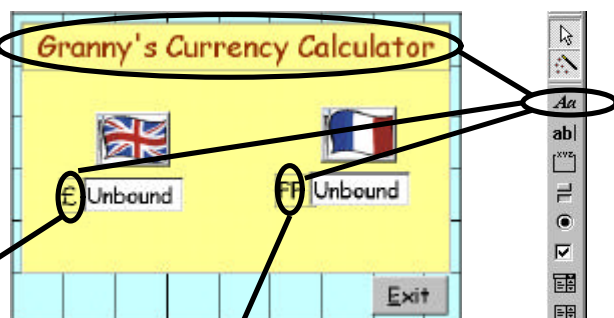 Granny's Currency Calculator
Aa
ab|
XYZ
£ Unbound FF Unbound
Exit